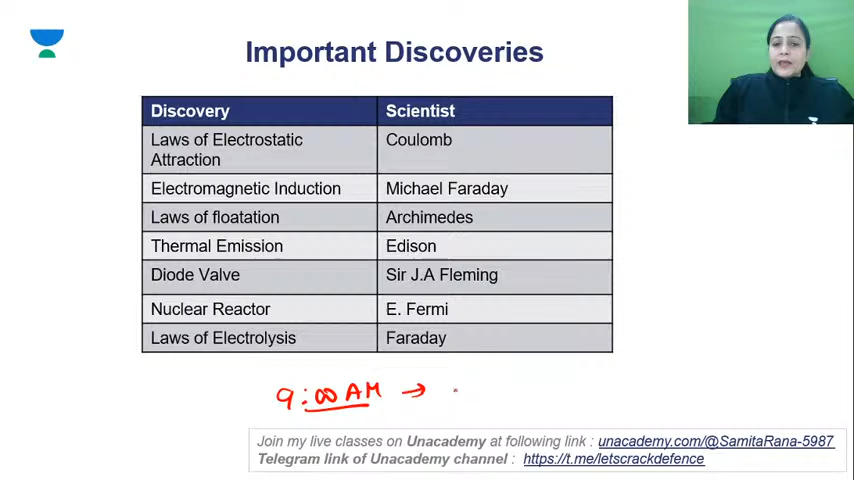 Important Discoveries
Discovery Scientist
Laws of Electrostatic Attraction Coulomb
Electromagnetic Induction Michael Faraday
Laws of floatation Archimedes
Thermal Emission Edison
Diode Valve Sir J.A Fleming
Nuclear Reactor E. Fermi
Laws of Electrolysis Faraday
9:00 AM →
Join my live classes on Unacademy at following link : unacademy.com/@SamitaRana-5987
Telegram link of Unacademy channel : https://t.me/letscrackdefence